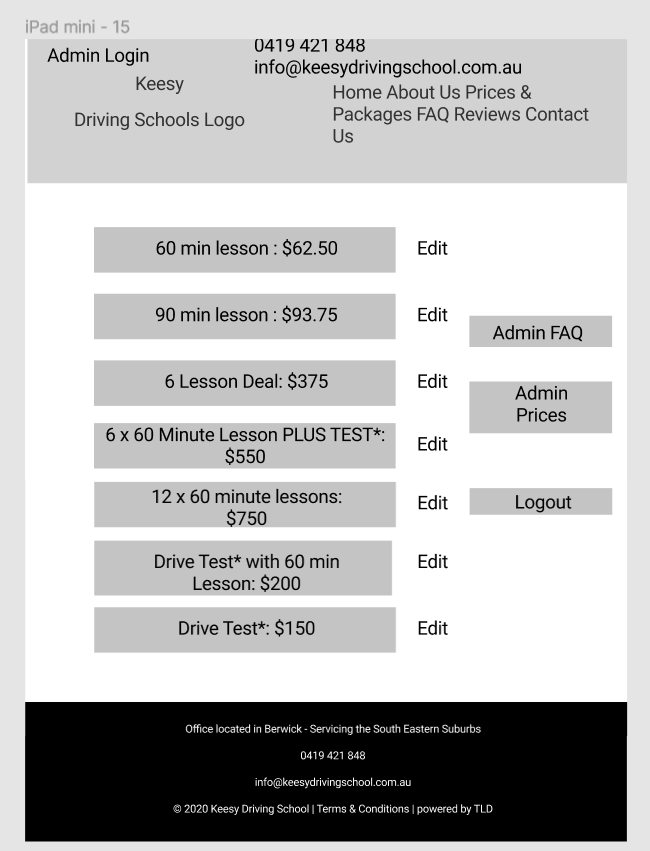 iPad mini - 15
Admin Login
0419 421 848
info@keesydrivingschool.com.au
Keesy
Driving Schools Logo
Home About Us Prices &
Packages FAQ Reviews Contact
Us
60 min lesson : $62.50
Edit
90 min lesson : $93.75
Edit
Admin FAQ
6 Lesson Deal: $375
Edit
Admin
Prices
6 x 60 Minute Lesson PLUS TEST*:
$550
Edit
12 x 60 minute lessons:
$750
Edit
Logout
Drive Test* with 60 min
Lesson: $200
Edit
Drive Test*: $150
Edit
Office located in Berwick - Servicing the South Eastern Suburbs
0419 421 848
info@keesydrivingschool.com.au
© 2020 Keesy Driving School | Terms & Conditions | powered by TLD